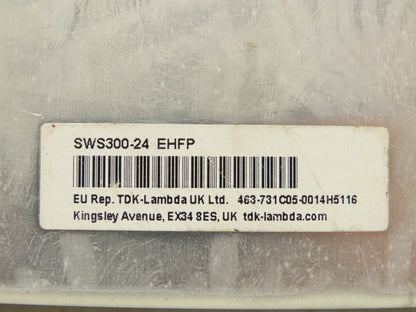 SWS300-24 EHFP
EU Rep. TDK-Lambda UK Ltd. 463-731C05-0014H5116
Kingsley Avenue, EX34 8ES, UK tdk-lambda.com